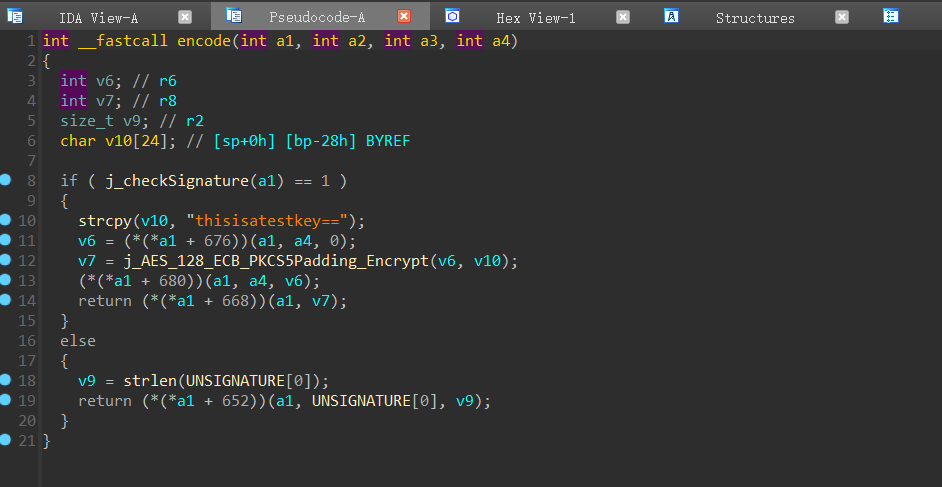 IDA View-A Pseudocode-A Hex View-1 Structures
1 int __fastcall encode(int a1, int a2, int a3, int a4)
2 {
3 int v6; // r6
4 int v7; // r8
5 size_t v9; // r2
6 char v10[24]; // [sp+0h] [bp-28h] BYREF
7
8 if ( j_checkSignature(a1) == 1 )
9 {
10 strcpy(v10, "thisisatestkey==");
11 v6 = (*(*a1 + 676))(a1, a4, 0);
12 v7 = j_AES_128_ECB_PKCS5Padding_Encrypt(v6, v10);
13 (*(*a1 + 680))(a1, a4, v6);
14 return (*(*a1 + 668))(a1, v7);
15 }
16 else
17 {
18 v9 = strlen(UNSIGNATURE[0]);
19 return (*(*a1 + 652))(a1, UNSIGNATURE[0], v9);
20 }
21 }